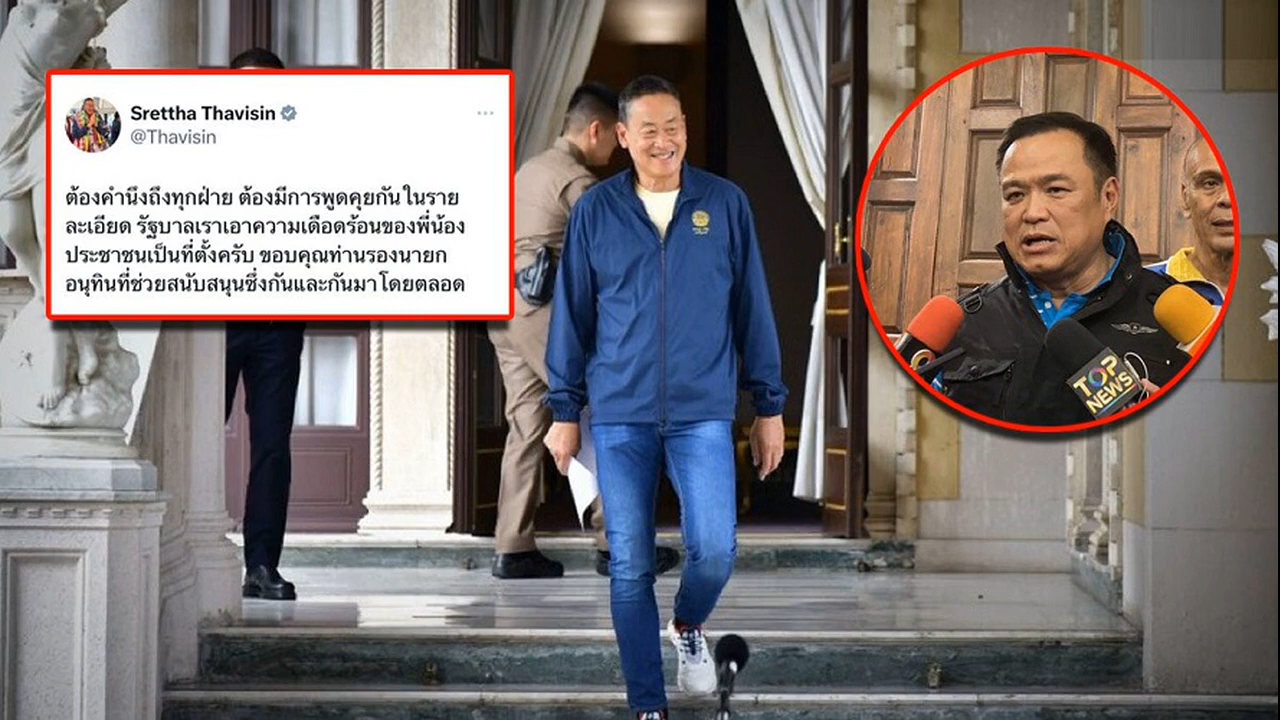 Srettha Thavisin
@Thavisin
ต้องคำนึงถึงทุกฝ่าย ต้องมีการพูดคุยกันในราย
ละเอียด รัฐบาลเราเอาความเดือดร้อนของพี่น้อง
ประชาชนเป็นที่ตั้งครับ ขอบคุณท่านรองนายก
อนุทินที่ช่วยสนับสนุนซึ่งกันและกันมาโดยตลอด
TOP
NEWS